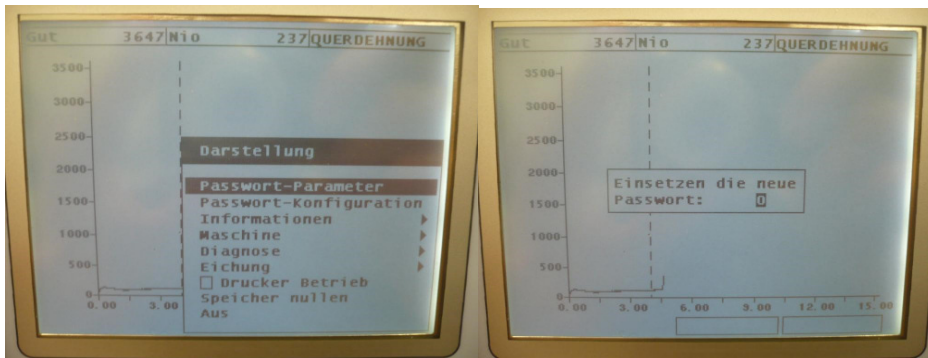 Gut 3647 Nio 237 QUERDEHNUNG
3500
3000
2500
2000
1500
1000
500
0
0.00 3.00
Darstellung
Passwort-Parameter
Passwort-Konfiguration
Informationen
Maschine
Diagnose
Eichung
Drucker Betrieb
Speicher nullen
Aus
Gut 3647 Nio 237 QUERDEHNUNG
3500
3000
2500
2000
1500
1000
500
0
0.00 3.00 6.00 9.00 12.00 15.00
Einsetzen die neue
Passwort: 0